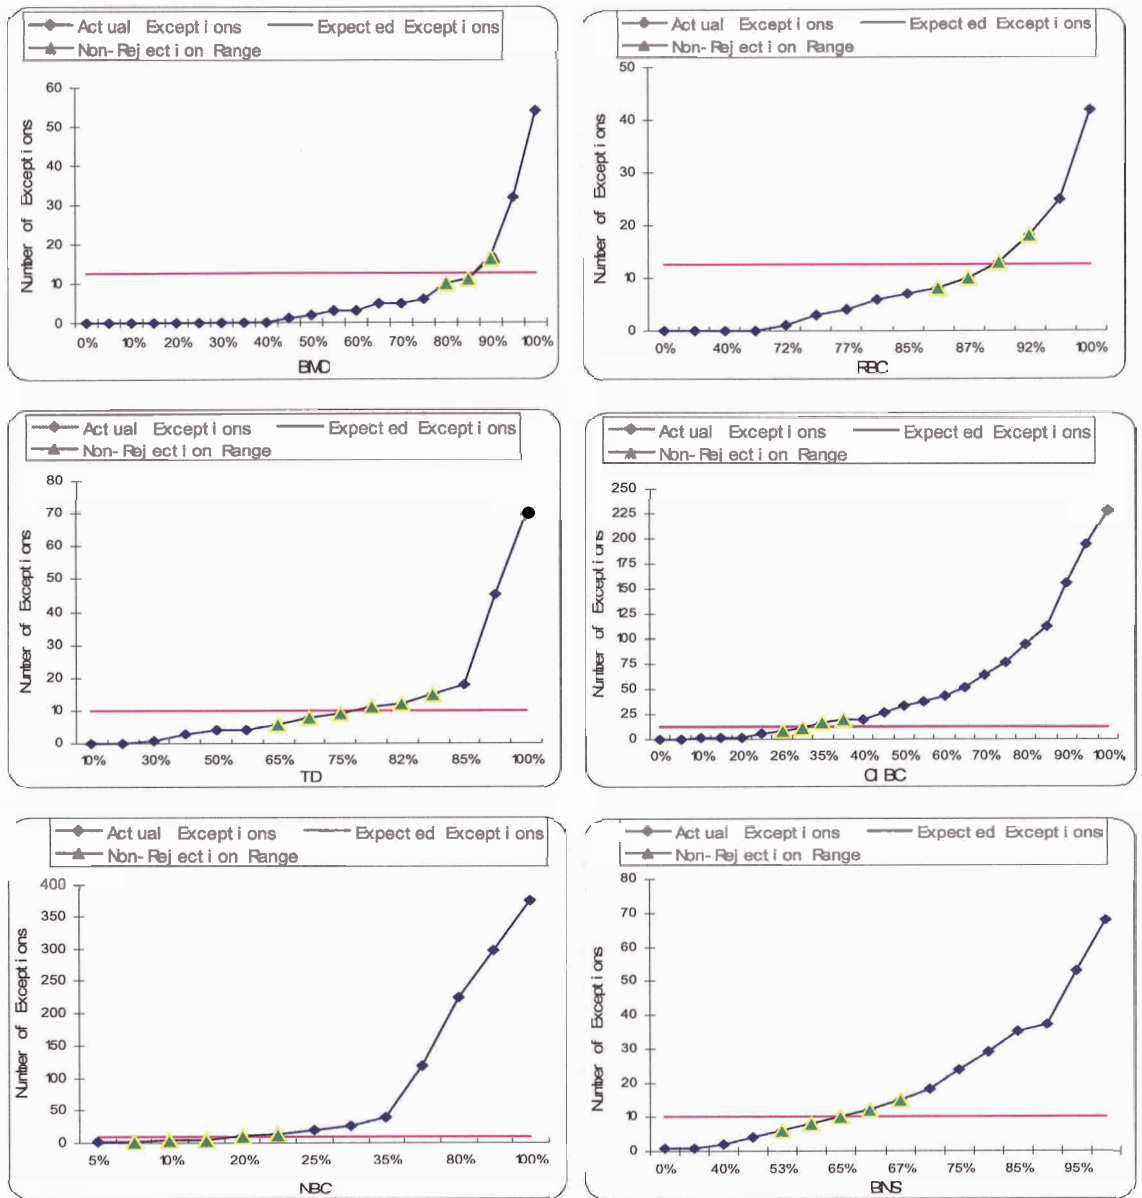 Actual Exceptions Expected Exceptions
Non-Rejection Range
60
50
40
30
20
10
0
Number of Exceptions
0% 10% 20% 30% 40% 50% 60% 70% 80% 90% 100%
BMO
Actual Exceptions Expected Exceptions
Non-Rejection Range
50
40
30
20
10
0
Number of Exceptions
0% 40% 72% 77% 85% 87% 92% 100%
RBC
Actual Exceptions Expected Exceptions
Non-Rejection Range
80
70
60
50
40
30
20
10
0
Number of Exceptions
10% 30% 50% 65% 75% 82% 85% 100%
TD
Actual Exceptions Expected Exceptions
Non-Rejection Range
250
225
200
175
150
125
100
75
50
25
0
Number of Exceptions
0% 10% 20% 26% 35% 40% 50% 60% 70% 80% 90% 100%
CIBC
Actual Exceptions Expected Exceptions
Non-Rejection Range
400
350
300
250
200
150
100
50
0
Number of Exceptions
5% 10% 20% 25% 35% 80% 100%
NBC
Actual Exceptions Expected Exceptions
Non-Rejection Range
80
70
60
50
40
30
20
10
0
Number of Exceptions
0% 40% 53% 65% 67% 75% 85% 95%
BNS